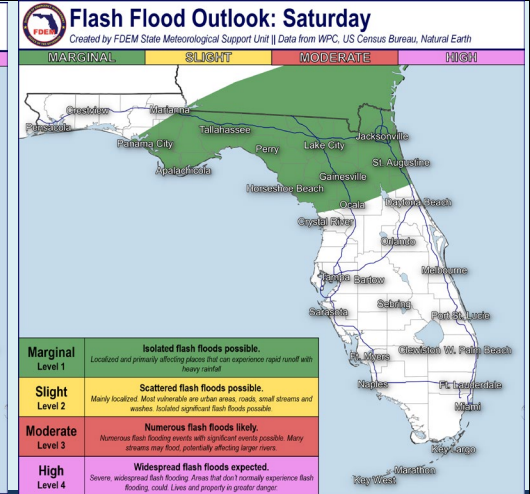 Flash Flood Outlook: Saturday
Created by FDEM State Meteorological Support Unit || Data from WPC, US Census Bureau, Natural Earth
FDEM
MARGINAL SLIGHT MODERATE HIGH
Crestview Marianna
Pensacola Tallahassee Jacksonville
Panama City Perry Lake City
Apalachicola St. Augustine
Gainesville
Horseshoe Beach
Ocala Daytona Beach
Crystal River
Orlando
Tampa Bartow Melbourne
Sebring
Sarasota Port St. Lucie
Ft. Myers Clewiston W. Palm Beach
Naples Ft. Lauderdale
Miami
Key Largo
Marathon
Key West
Marginal
Level 1
Isolated flash floods possible.
Localized and primarily affecting places that can experience rapid runoff with
heavy rainfall
Slight
Level 2
Scattered flash floods possible.
Mainly localized. Most vulnerable are urban areas, roads, small streams and
washes. Isolated significant flash floods possible.
Moderate
Level 3
Numerous flash floods likely.
Numerous flash flooding events with significant events possible. Many
streams may flood, potentially affecting larger rivers.
High
Level 4
Widespread flash floods expected.
Severe, widespread flash flooding. Areas that don't normally experience flash
flooding, could. Lives and property in greater danger.